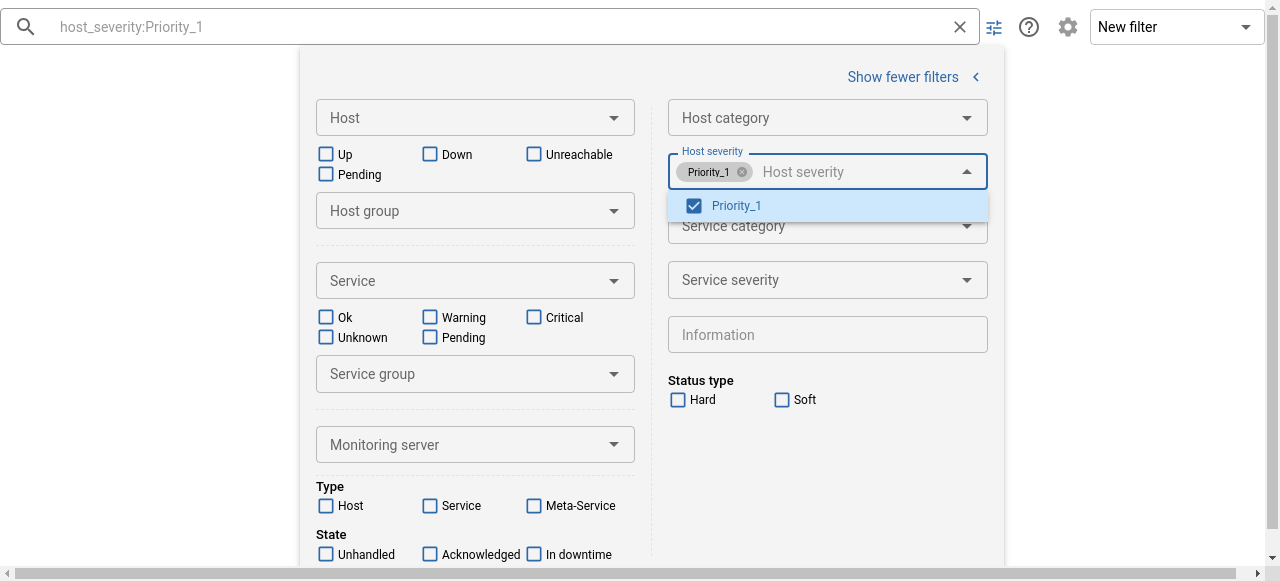 host_severity:Priority_1
New filter
Show fewer filters
Host
Up
Down
Unreachable
Pending
Host group
Service
Ok
Warning
Critical
Unknown
Pending
Service group
Monitoring server
Type
Host
Service
Meta-Service
State
Unhandled
Acknowledged
In downtime
Host category
Host severity
Priority_1
Host severity
Priority_1
Service category
Service severity
Information
Status type
Hard
Soft